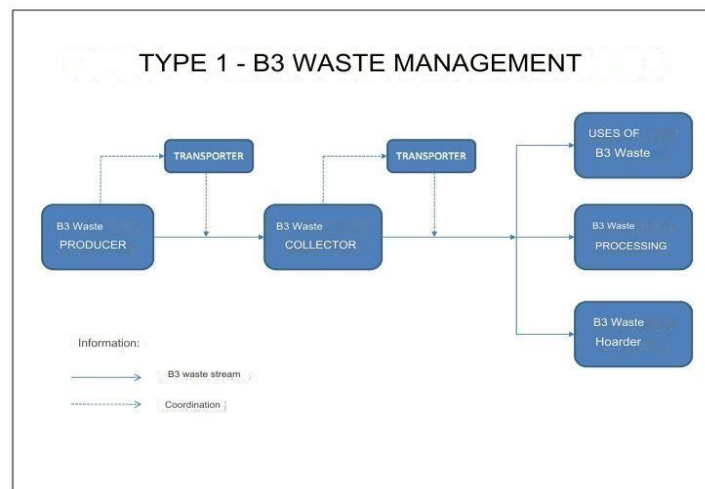 TYPE 1 - B3 WASTE MANAGEMENT
TRANSPORTER
TRANSPORTER
USES OF
B3 Waste
B3 Waste
PRODUCER
B3 Waste
COLLECTOR
B3 Waste
PROCESSING
B3 Waste
Hoarder
Information:
B3 waste stream
Coordination